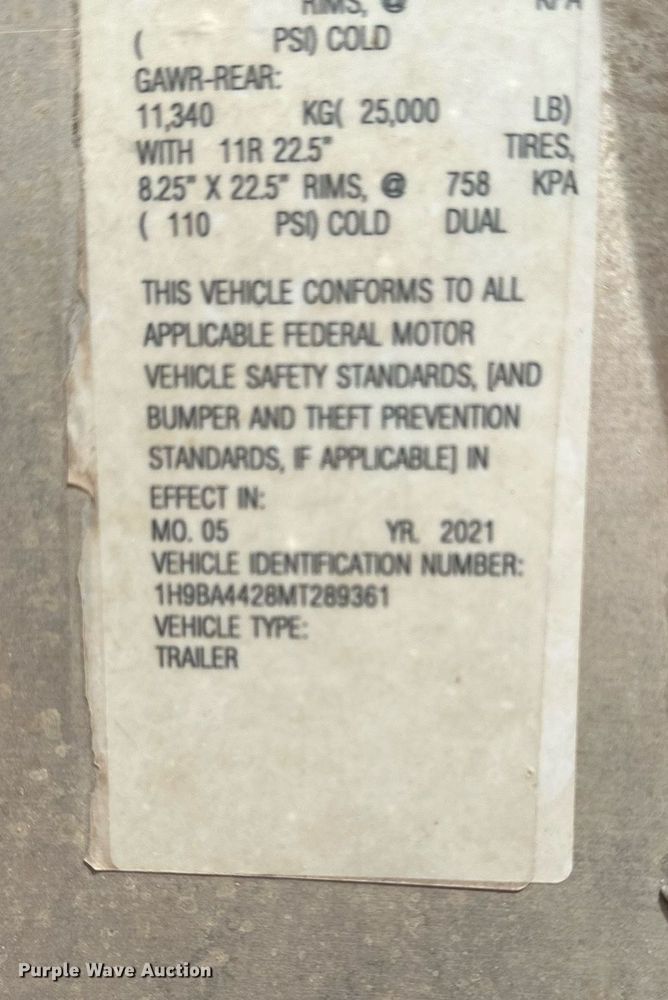 RIMS, @ KPA
( PSI) COLD
GAWR-REAR:
11,340 KG( 25,000 LB)
WITH 11R 22.5" TIRES,
8.25" X 22.5" RIMS, @ 758 KPA
( 110 PSI) COLD DUAL
THIS VEHICLE CONFORMS TO ALL
APPLICABLE FEDERAL MOTOR
VEHICLE SAFETY STANDARDS, [AND
BUMPER AND THEFT PREVENTION
STANDARDS, IF APPLICABLE] IN
EFFECT IN:
MO. 05 YR. 2021
VEHICLE IDENTIFICATION NUMBER:
1H9BA4428MT289361
VEHICLE TYPE:
TRAILER
Purple Wave Auction